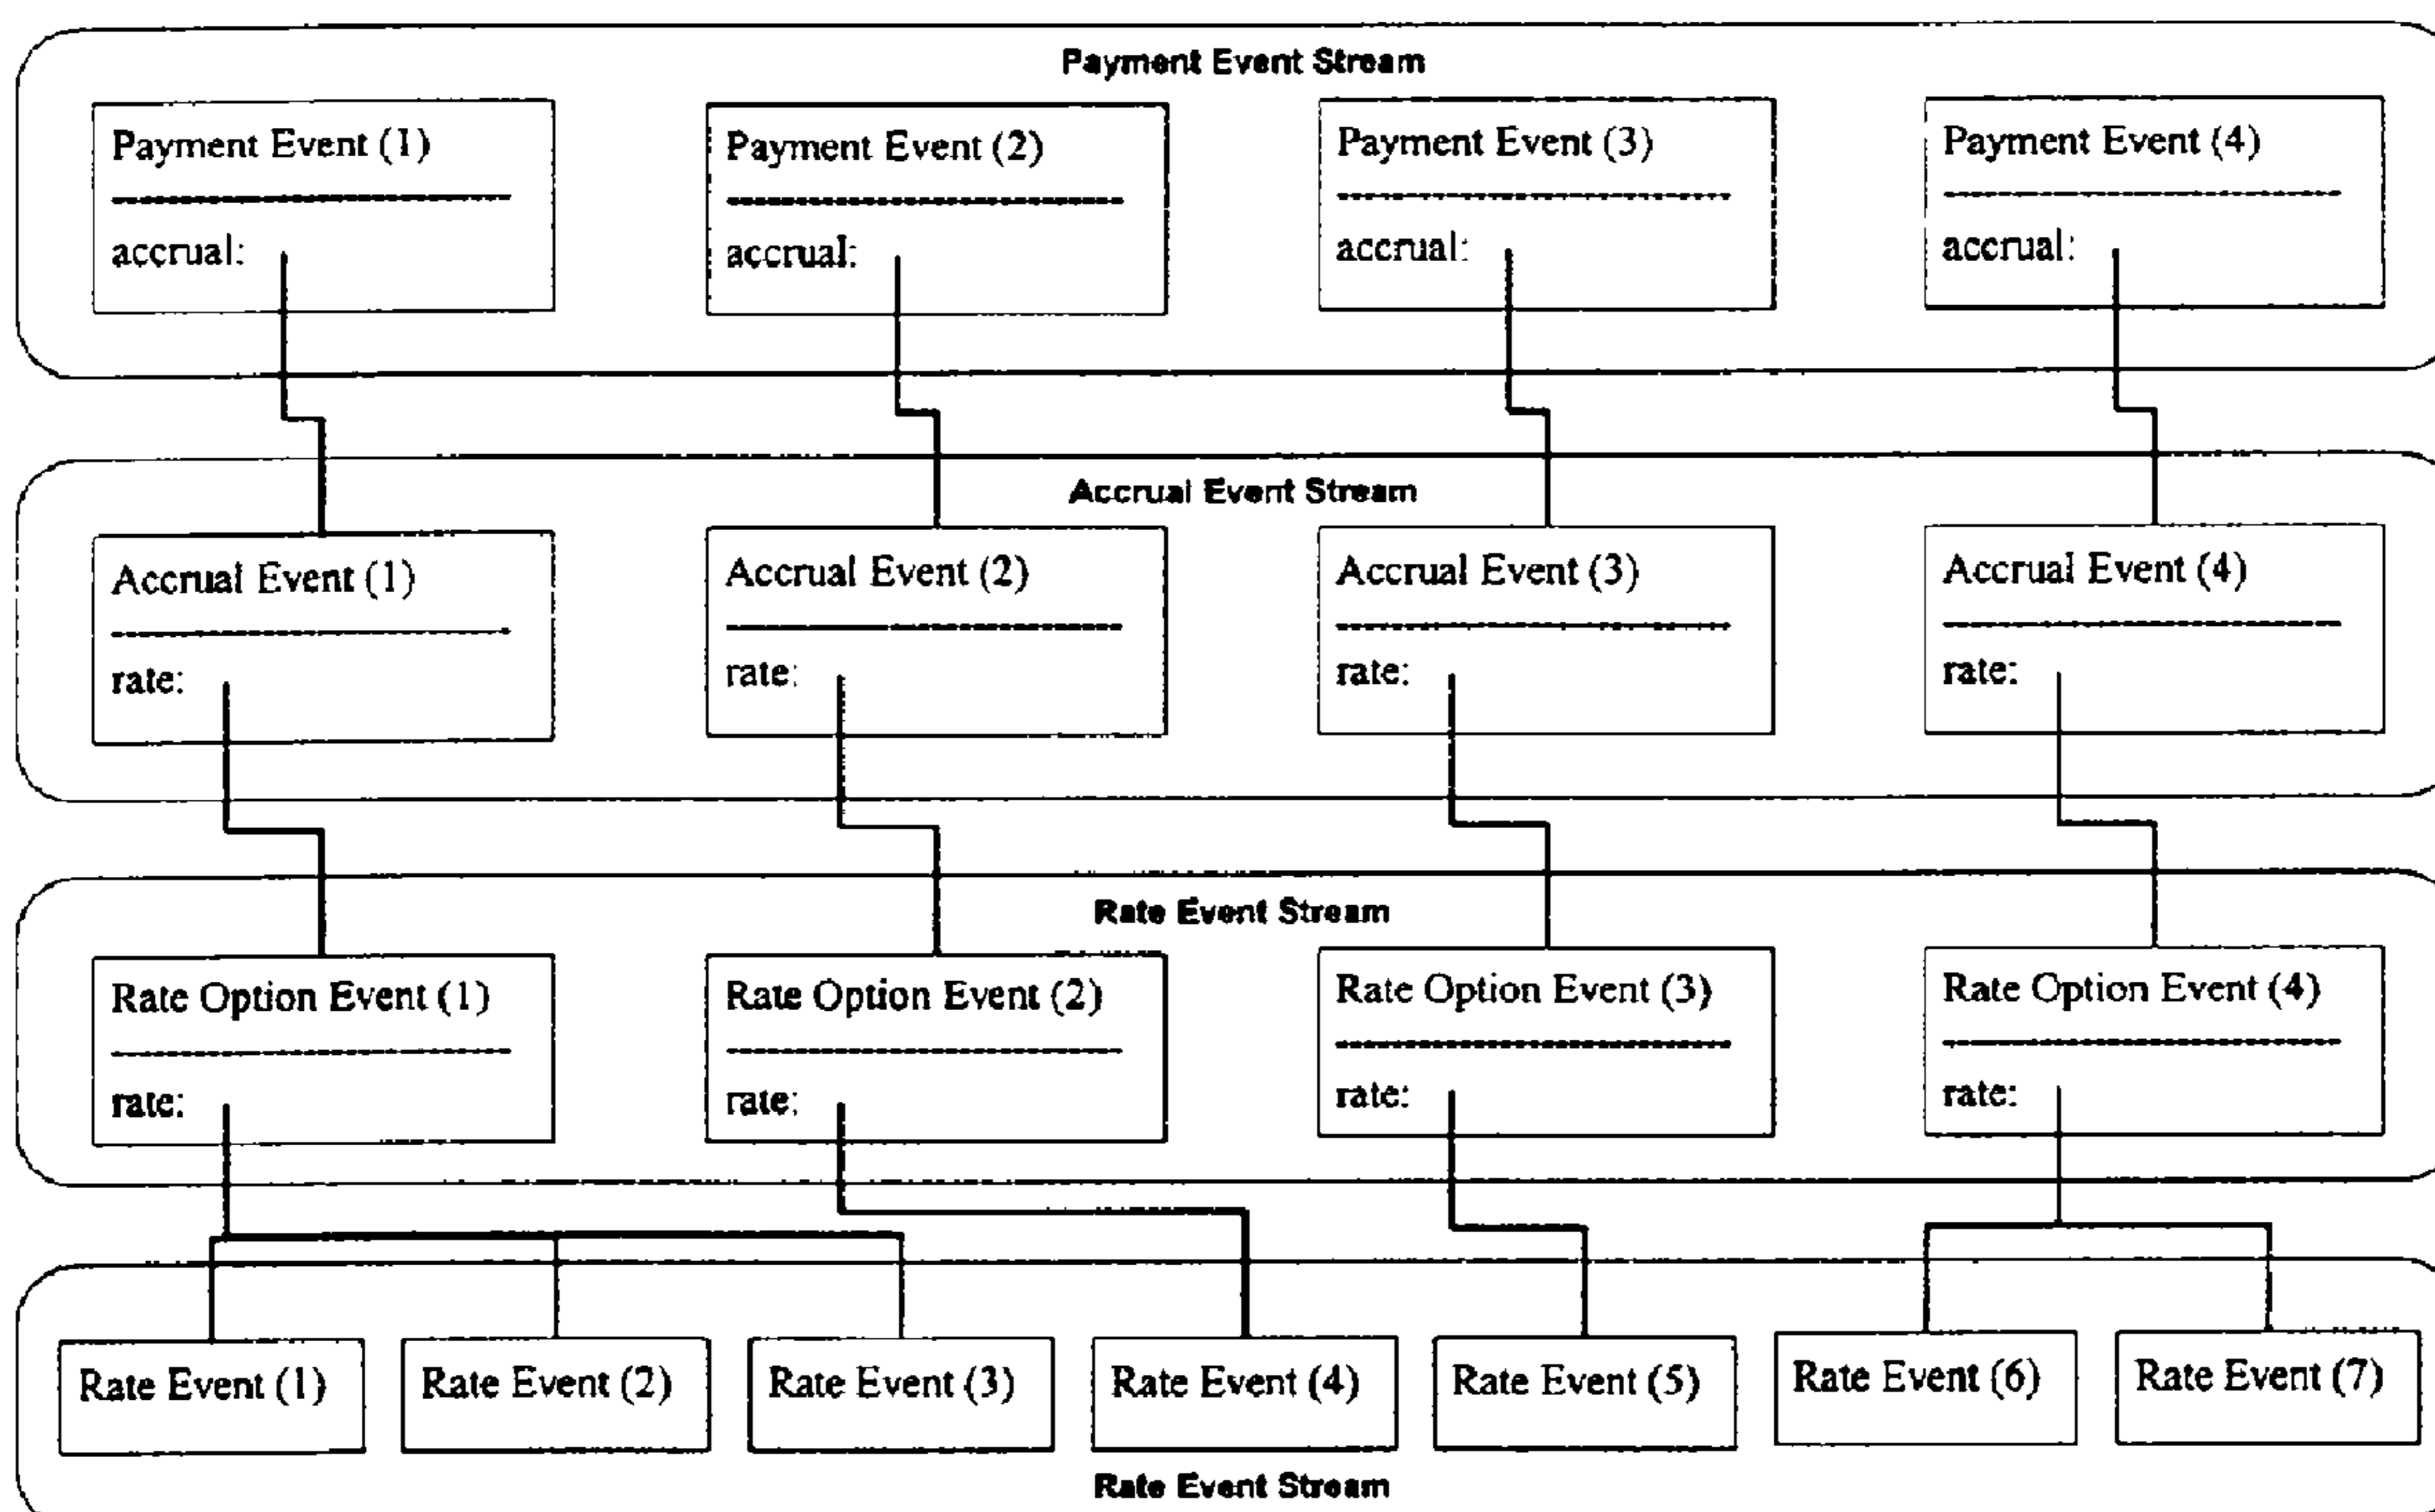 Payment Event Stream
Payment Event (1)
accrual:
Payment Event (2)
accrual:
Payment Event (3)
accrual:
Payment Event (4)
accrual:
Accrual Event Stream
Accrual Event (1)
rate:
Accrual Event (2)
rate:
Accrual Event (3)
rate:
Accrual Event (4)
rate:
Rate Event Stream
Rate Option Event (1)
rate:
Rate Option Event (2)
rate:
Rate Option Event (3)
rate:
Rate Option Event (4)
rate:
Rate Event (1)
Rate Event (2)
Rate Event (3)
Rate Event (4)
Rate Event (5)
Rate Event (6)
Rate Event (7)
Rate Event Stream